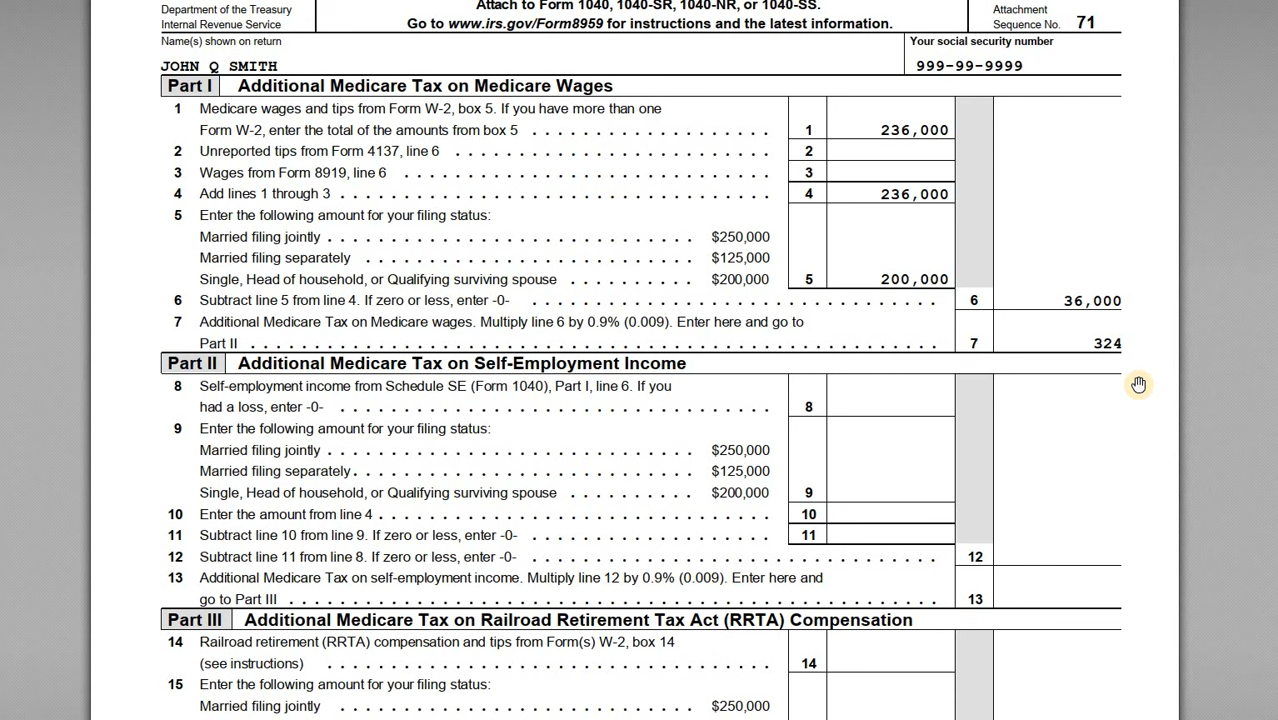 Department of the Treasury
Internal Revenue Service
Attach to Form 1040, 1040-SR, 1040-NR, or 1040-SS.
Go to www.irs.gov/Form8959 for instructions and the latest information.
Attachment
Sequence No. 71
Name(s) shown on return
Your social security number
JOHN Q SMITH
999-99-9999
Part I Additional Medicare Tax on Medicare Wages
1 Medicare wages and tips from Form W-2, box 5. If you have more than one
Form W-2, enter the total of the amounts from box 5 . . . . . . . . . . . . . . . . . . . 1 236,000
2 Unreported tips from Form 4137, line 6 . . . . . . . . . . . . . . . . . . . . . . . . . 2
3 Wages from Form 8919, line 6 . . . . . . . . . . . . . . . . . . . . . . . . . . . . . 3
4 Add lines 1 through 3 . . . . . . . . . . . . . . . . . . . . . . . . . . . . . . . . . . 4 236,000
5 Enter the following amount for your filing status:
Married filing jointly . . . . . . . . . . . . . . . . . . . . . . . . . . . . . $250,000
Married filing separately . . . . . . . . . . . . . . . . . . . . . . . . . . $125,000
Single, Head of household, or Qualifying surviving spouse . . . . . . . . . . $200,000 5 200,000
6 Subtract line 5 from line 4. If zero or less, enter -0- . . . . . . . . . . . . . . . . . . . . . . . . . . . . . . . . 6 36,000
7 Additional Medicare Tax on Medicare wages. Multiply line 6 by 0.9% (0.009). Enter here and go to
Part II . . . . . . . . . . . . . . . . . . . . . . . . . . . . . . . . . . . . . . . . . . . . . . . . . . . . . 7 324
Part II Additional Medicare Tax on Self-Employment Income
8 Self-employment income from Schedule SE (Form 1040), Part I, line 6. If you
had a loss, enter -0- . . . . . . . . . . . . . . . . . . . . . . . . . . . . . . . . . . 8
9 Enter the following amount for your filing status:
Married filing jointly . . . . . . . . . . . . . . . . . . . . . . . . . . . . $250,000
Married filing separately . . . . . . . . . . . . . . . . . . . . . . . . . . . $125,000
Single, Head of household, or Qualifying surviving spouse . . . . . . . . . . $200,000 9
10 Enter the amount from line 4 . . . . . . . . . . . . . . . . . . . . . . . . . . . . . . . 10
11 Subtract line 10 from line 9. If zero or less, enter -0- . . . . . . . . . . . . . . . . . . . 11
12 Subtract line 11 from line 8. If zero or less, enter -0- . . . . . . . . . . . . . . . . . . . . . . . . . . . . . . . . 12
13 Additional Medicare Tax on self-employment income. Multiply line 12 by 0.9% (0.009). Enter here and
go to Part III . . . . . . . . . . . . . . . . . . . . . . . . . . . . . . . . . . . . . . . . . . . . . . . . . . 13
Part III Additional Medicare Tax on Railroad Retirement Tax Act (RRTA) Compensation
14 Railroad retirement (RRTA) compensation and tips from Form(s) W-2, box 14
(see instructions) . . . . . . . . . . . . . . . . . . . . . . . . . . . . . . . . . . . 14
15 Enter the following amount for your filing status:
Married filing jointly . . . . . . . . . . . . . . . . . . . . . . . . . . . . $250,000